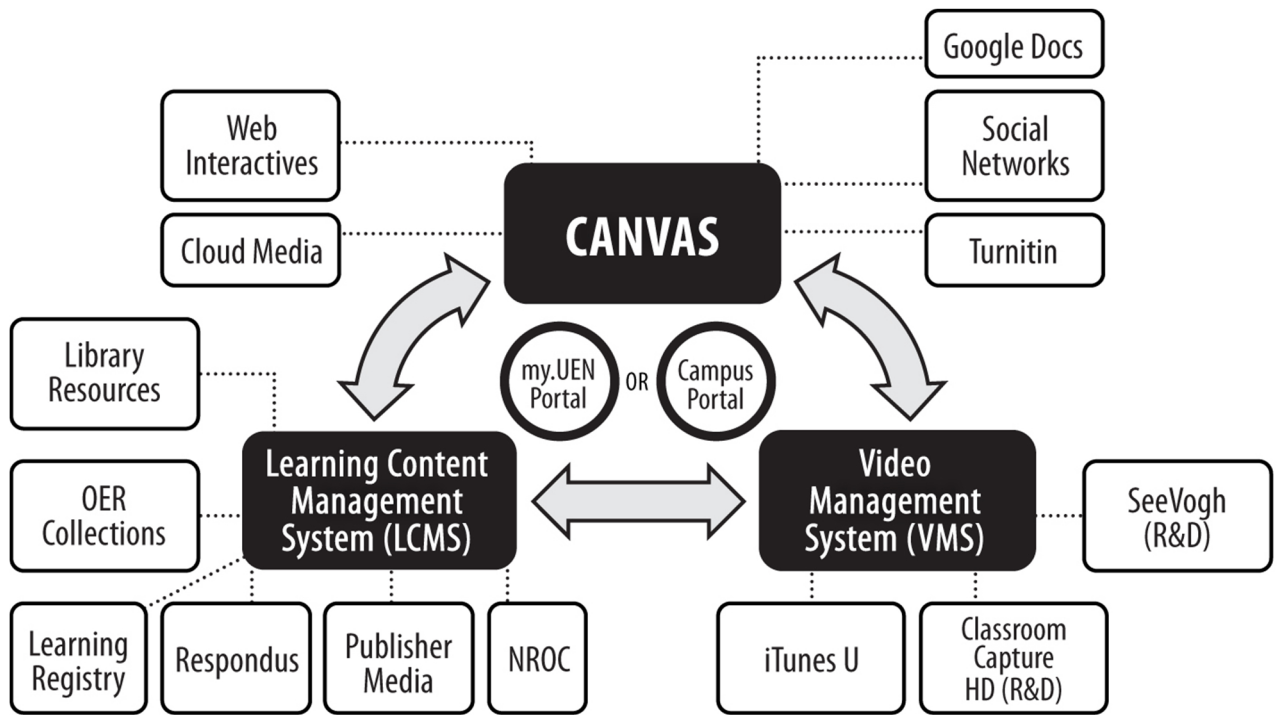 Google Docs
Web
Interactives
Social
Networks
CANVAS
Cloud Media
Turnitin
Library
Resources
my.UEN
Portal
OR
Campus
Portal
Learning Content
Management
System (LCMS)
Video
Management
System (VMS)
OER
Collections
SeeVogh
(R&D)
Learning
Registry
Respondus
Publisher
Media
NROC
iTunes U
Classroom
Capture
HD (R&D)